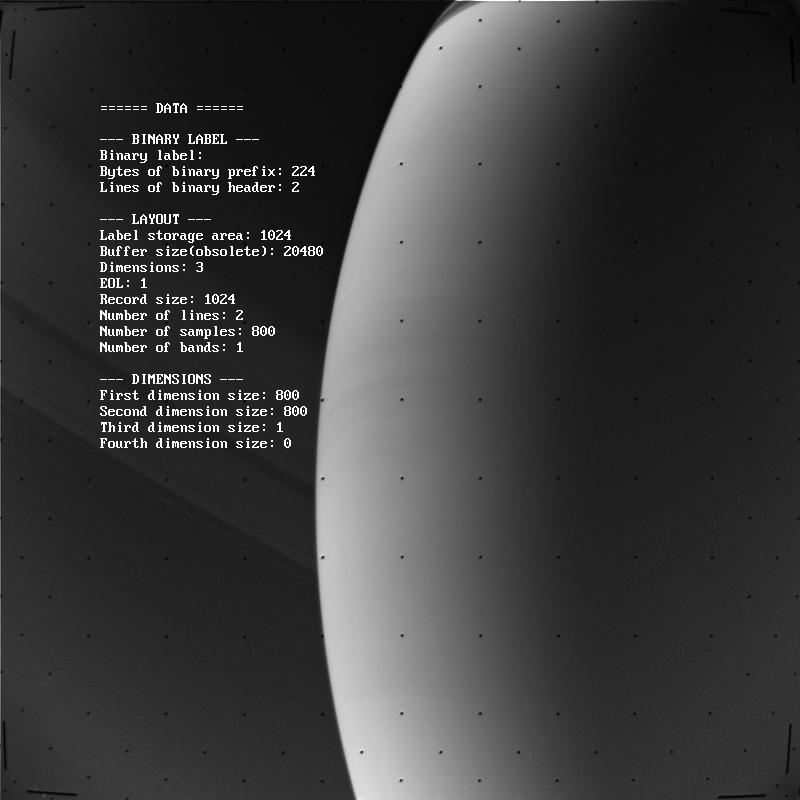 ====== DATA ======
--- BINARY LABEL ---
Binary label:
Bytes of binary prefix: 224
Lines of binary header: 2
--- LAYOUT ---
Label storage area: 1024
Buffer size(obsolete): 20480
Dimensions: 3
EOL: 1
Record size: 1024
Number of lines: 2
Number of samples: 800
Number of bands: 1
--- DIMENSIONS ---
First dimension size: 800
Second dimension size: 800
Third dimension size: 1
Fourth dimension size: 0